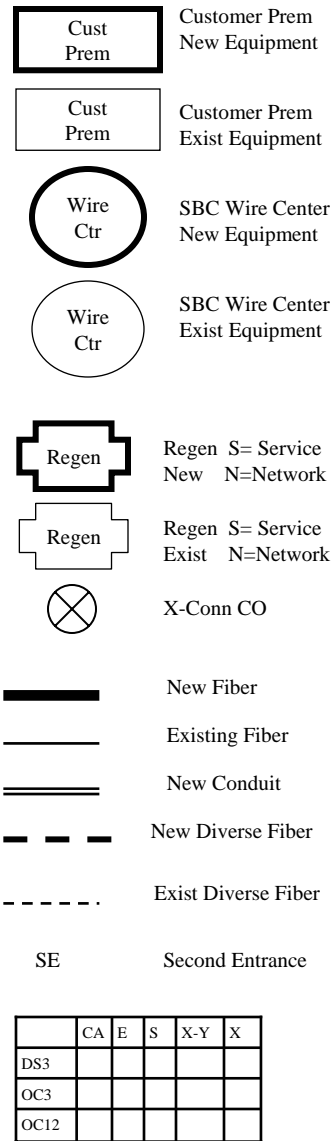 Cust
Prem
Customer Prem
New Equipment
Cust
Prem
Customer Prem
Exist Equipment
Wire
Ctr
SBC Wire Center
New Equipment
Wire
Ctr
SBC Wire Center
Exist Equipment
Regen
Regen S= Service
New N=Network
Regen
Regen S= Service
Exist N=Network
X-Conn CO
New Fiber
Existing Fiber
New Conduit
New Diverse Fiber
Exist Diverse Fiber
SE Second Entrance
CA E S X-Y X
DS3
OC3
OC12